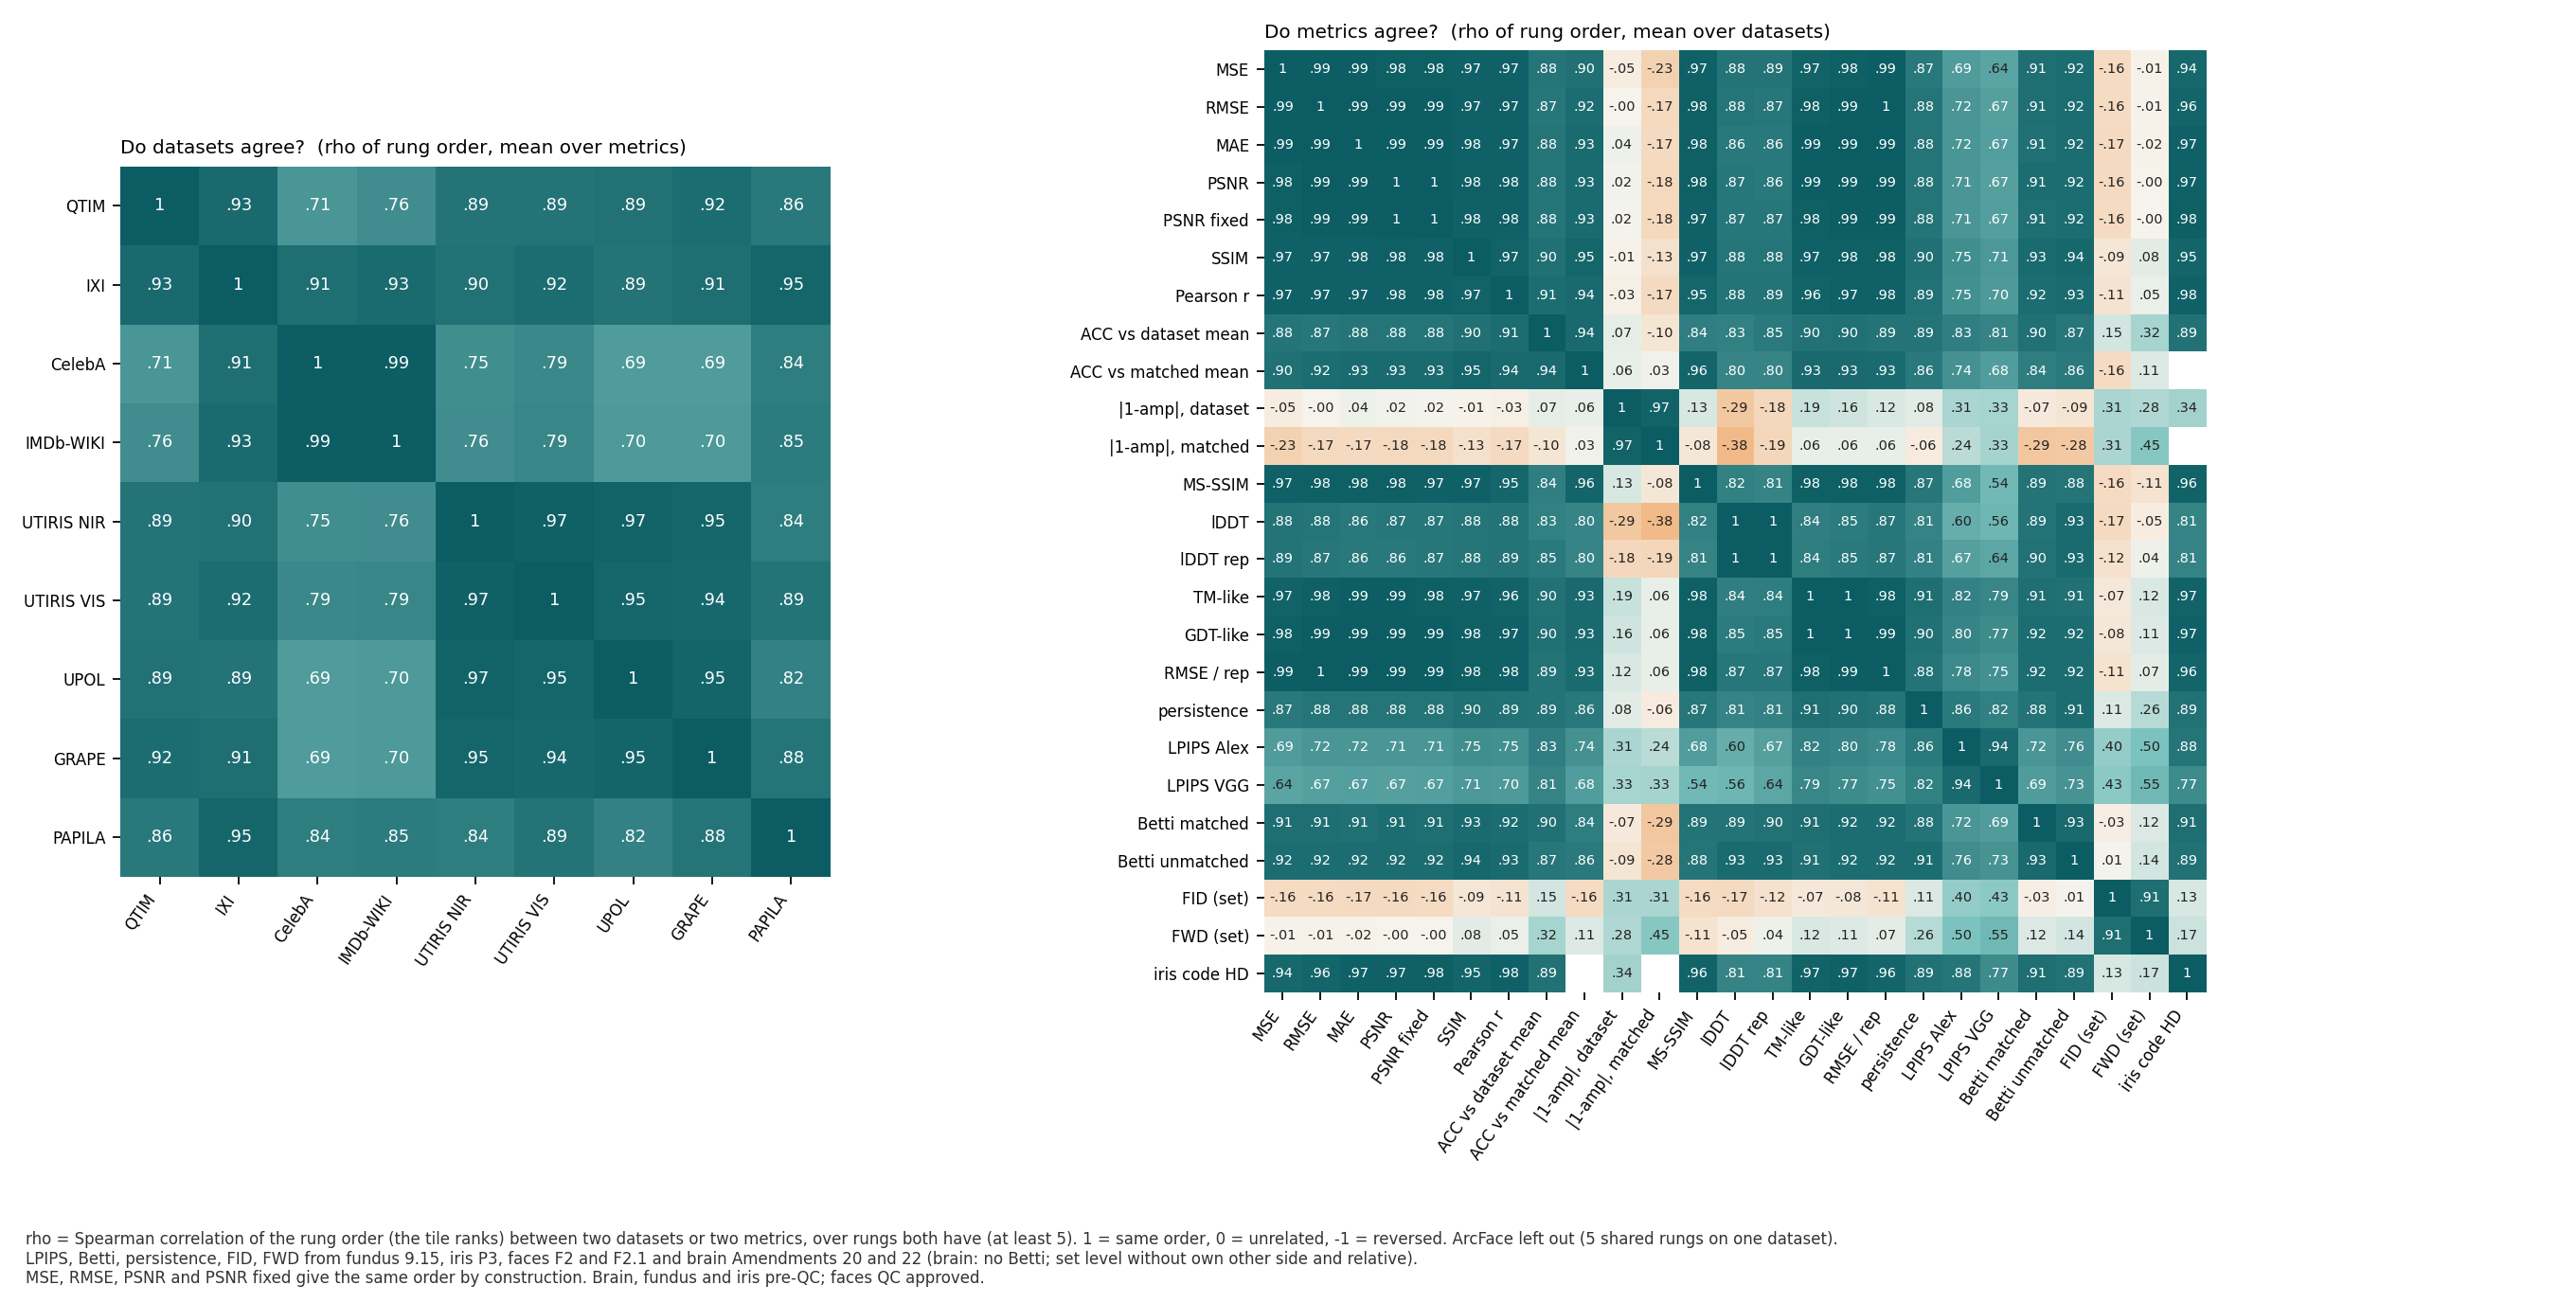 Do datasets agree?  (rho of rung order, mean over metrics)
QTIM 1 .93 .71 .76 .89 .89 .89 .92 .86
IXI .93 1 .91 .93 .90 .92 .89 .91 .95
CelebA .71 .91 1 .99 .75 .79 .69 .69 .84
IMDb-WIKI .76 .93 .99 1 .76 .79 .70 .70 .85
UTIRIS NIR .89 .90 .75 .76 1 .97 .97 .95 .84
UTIRIS VIS .89 .92 .79 .79 .97 1 .95 .94 .89
UPOL .89 .89 .69 .70 .97 .95 1 .95 .82
GRAPE .92 .91 .69 .70 .95 .94 .95 1 .88
PAPILA .86 .95 .84 .85 .84 .89 .82 .88 1
QTIM IXI CelebA IMDb-WIKI UTIRIS NIR UTIRIS VIS UPOL GRAPE PAPILA
Do metrics agree?  (rho of rung order, mean over datasets)
MSE 1 .99 .99 .98 .98 .97 .97 .88 .90 -.05 -.23 .97 .88 .89 .97 .98 .99 .87 .69 .64 .91 .92 -.16 -.01 .94
RMSE .99 1 .99 .99 .99 .97 .97 .87 .92 -.00 -.17 .98 .88 .87 .98 .99 1 .88 .72 .67 .91 .92 -.16 -.01 .96
MAE .99 .99 1 .99 .99 .98 .97 .88 .93 .04 -.17 .98 .86 .86 .99 .99 .99 .88 .72 .67 .91 .92 -.17 -.02 .97
PSNR .98 .99 .99 1 1 .98 .98 .88 .93 .02 -.18 .98 .87 .86 .99 .99 .99 .88 .71 .67 .91 .92 -.16 -.00 .97
PSNR fixed .98 .99 .99 1 1 .98 .98 .88 .93 .02 -.18 .97 .87 .87 .98 .99 .99 .88 .71 .67 .91 .92 -.16 -.00 .98
SSIM .97 .97 .98 .98 .98 1 .97 .90 .95 -.01 -.13 .97 .88 .88 .97 .98 .98 .90 .75 .71 .93 .94 -.09 .08 .95
Pearson r .97 .97 .97 .98 .98 .97 1 .91 .94 -.03 -.17 .95 .88 .89 .96 .97 .98 .89 .75 .70 .92 .93 -.11 .05 .98
ACC vs dataset mean .88 .87 .88 .88 .88 .90 .91 1 .94 .07 -.10 .84 .83 .85 .90 .90 .89 .89 .83 .81 .90 .87 .15 .32 .89
ACC vs matched mean .90 .92 .93 .93 .93 .95 .94 .94 1 .06 .03 .96 .80 .80 .93 .93 .93 .86 .74 .68 .84 .86 -.16 .11
|1-amp|, dataset -.05 -.00 .04 .02 .02 -.01 -.03 .07 .06 1 .97 .13 -.29 -.18 .19 .16 .12 .08 .31 .33 -.07 -.09 .31 .28 .34
|1-amp|, matched -.23 -.17 -.17 -.18 -.18 -.13 -.17 -.10 .03 .97 1 -.08 -.38 -.19 .06 .06 .06 -.06 .24 .33 -.29 -.28 .31 .45
MS-SSIM .97 .98 .98 .98 .97 .97 .95 .84 .96 .13 -.08 1 .82 .81 .98 .98 .98 .87 .68 .54 .89 .88 -.16 -.11 .96
lDDT .88 .88 .86 .87 .87 .88 .88 .83 .80 -.29 -.38 .82 1 1 .84 .85 .87 .81 .60 .56 .89 .93 -.17 -.05 .81
lDDT rep .89 .87 .86 .86 .87 .88 .89 .85 .80 -.18 -.19 .81 1 1 .84 .85 .87 .81 .67 .64 .90 .93 -.12 .04 .81
TM-like .97 .98 .99 .99 .98 .97 .96 .90 .93 .19 .06 .98 .84 .84 1 1 .98 .91 .82 .79 .91 .91 -.07 .12 .97
GDT-like .98 .99 .99 .99 .99 .98 .97 .90 .93 .16 .06 .98 .85 .85 1 1 .99 .90 .80 .77 .92 .92 -.08 .11 .97
RMSE / rep .99 1 .99 .99 .99 .98 .98 .89 .93 .12 .06 .98 .87 .87 .98 .99 1 .88 .78 .75 .92 .92 -.11 .07 .96
persistence .87 .88 .88 .88 .88 .90 .89 .89 .86 .08 -.06 .87 .81 .81 .91 .90 .88 1 .86 .82 .88 .91 .11 .26 .89
LPIPS Alex .69 .72 .72 .71 .71 .75 .75 .83 .74 .31 .24 .68 .60 .67 .82 .80 .78 .86 1 .94 .72 .76 .40 .50 .88
LPIPS VGG .64 .67 .67 .67 .67 .71 .70 .81 .68 .33 .33 .54 .56 .64 .79 .77 .75 .82 .94 1 .69 .73 .43 .55 .77
Betti matched .91 .91 .91 .91 .91 .93 .92 .90 .84 -.07 -.29 .89 .89 .90 .91 .92 .92 .88 .72 .69 1 .93 -.03 .12 .91
Betti unmatched .92 .92 .92 .92 .92 .94 .93 .87 .86 -.09 -.28 .88 .93 .93 .91 .92 .92 .91 .76 .73 .93 1 .01 .14 .89
FID (set) -.16 -.16 -.17 -.16 -.16 -.09 -.11 .15 -.16 .31 .31 -.16 -.17 -.12 -.07 -.08 -.11 .11 .40 .43 -.03 .01 1 .91 .13
FWD (set) -.01 -.01 -.02 -.00 -.00 .08 .05 .32 .11 .28 .45 -.11 -.05 .04 .12 .11 .07 .26 .50 .55 .12 .14 .91 1 .17
iris code HD .94 .96 .97 .97 .98 .95 .98 .89 .34 .96 .81 .81 .97 .97 .96 .89 .88 .77 .91 .89 .13 .17 1
MSE RMSE MAE PSNR PSNR fixed SSIM Pearson r ACC vs dataset mean ACC vs matched mean |1-amp|, dataset |1-amp|, matched MS-SSIM lDDT lDDT rep TM-like GDT-like RMSE / rep persistence LPIPS Alex LPIPS VGG Betti matched Betti unmatched FID (set) FWD (set) iris code HD
rho = Spearman correlation of the rung order (the tile ranks) between two datasets or two metrics, over rungs both have (at least 5). 1 = same order, 0 = unrelated, -1 = reversed. ArcFace left out (5 shared rungs on one dataset).
LPIPS, Betti, persistence, FID, FWD from fundus 9.15, iris P3, faces F2 and F2.1 and brain Amendments 20 and 22 (brain: no Betti; set level without own other side and relative).
MSE, RMSE, PSNR and PSNR fixed give the same order by construction. Brain, fundus and iris pre-QC; faces QC approved.